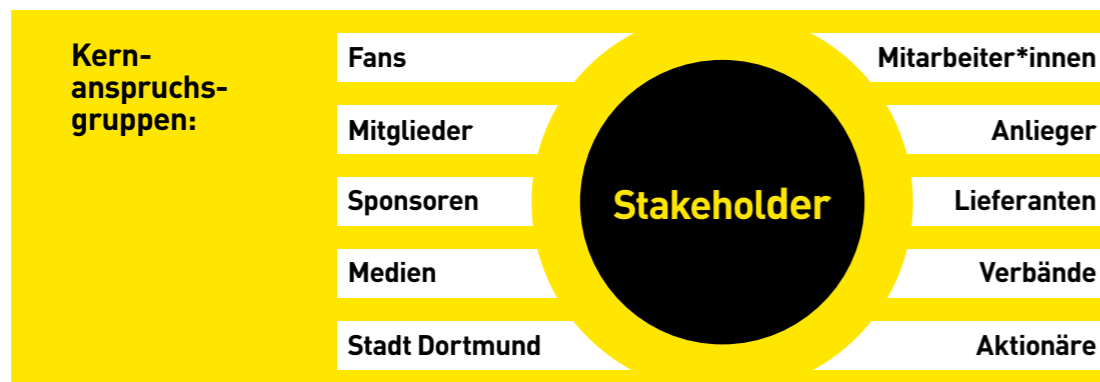 Kern-
anspruchs-
gruppen:
Fans
Mitglieder
Sponsoren
Medien
Stadt Dortmund
Stakeholder
Mitarbeiter*innen
Anlieger
Lieferanten
Verbände
Aktionäre